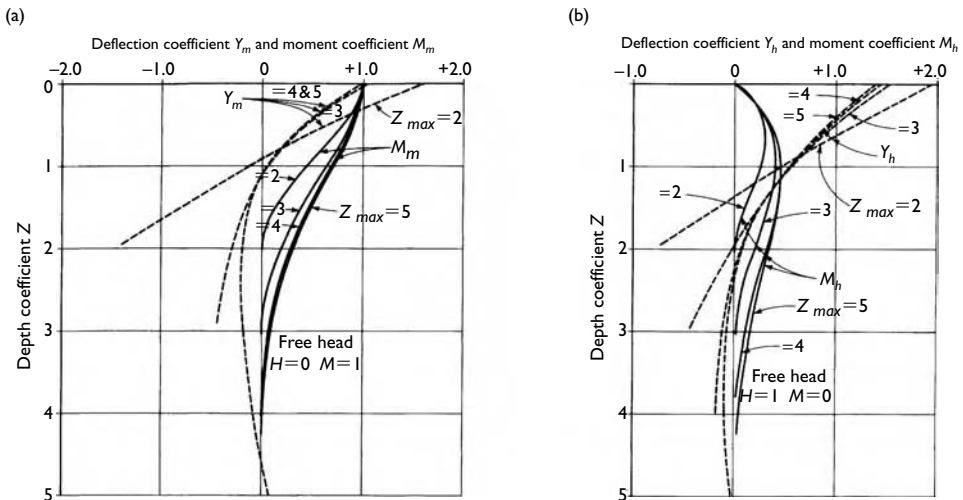 (a)
Deflection coefficient Y_m and moment coefficient M_m
-2.0 -1.0 0 +1.0 +2.0
0
=4&5
Y_m
=3
Z_max=2
M_m
1
=2
=3
Z_max=5
=4
2
3
Free head
H=0 M=1
4
5
Depth coefficient Z
(b)
Deflection coefficient Y_h and moment coefficient M_h
-1.0 0 +1.0 +2.0
0
=4
=5
=3
Y_h
1
=2
Z_max=2
=3
2
M_h
Z_max=5
3
=4
Free head
H=1 M=0
4
5
Depth coefficient Z